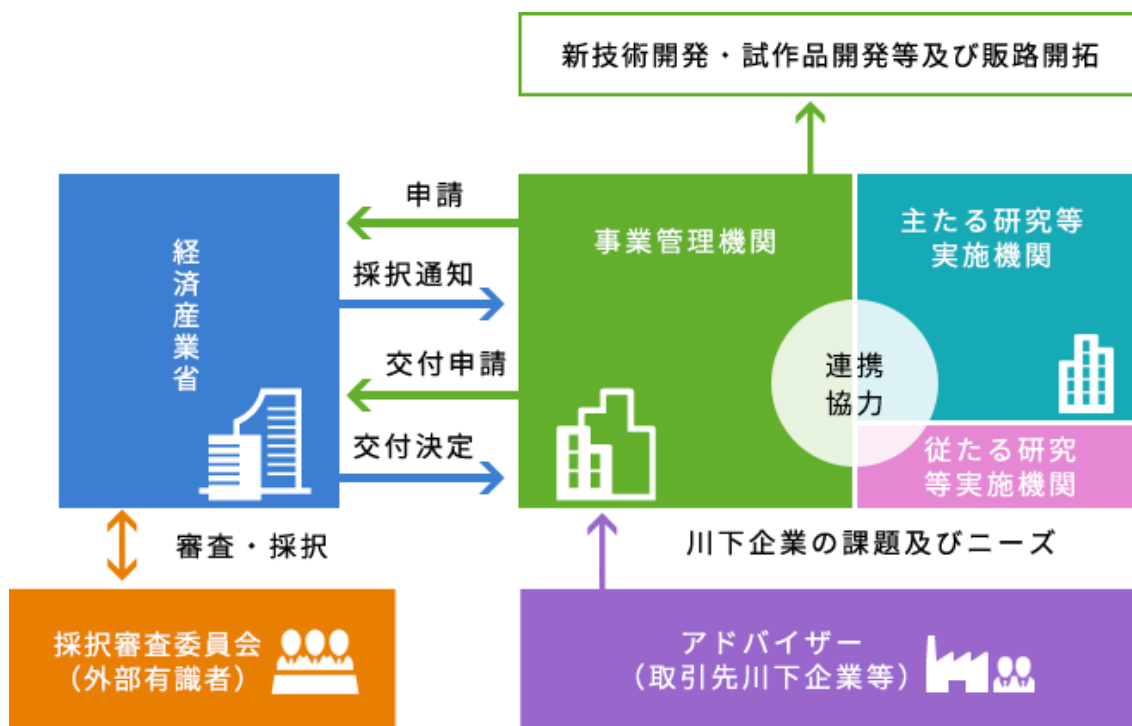 新技術開発・試作品開発等及び販路開拓
経済産業省
申請
採択通知
交付申請
交付決定
事業管理機関
主たる研究等
実施機関
連携
協力
従たる研究
等実施機関
審査・採択
川下企業の課題及びニーズ
採択審査委員会
（外部有識者）
アドバイザー
（取引先川下企業等）